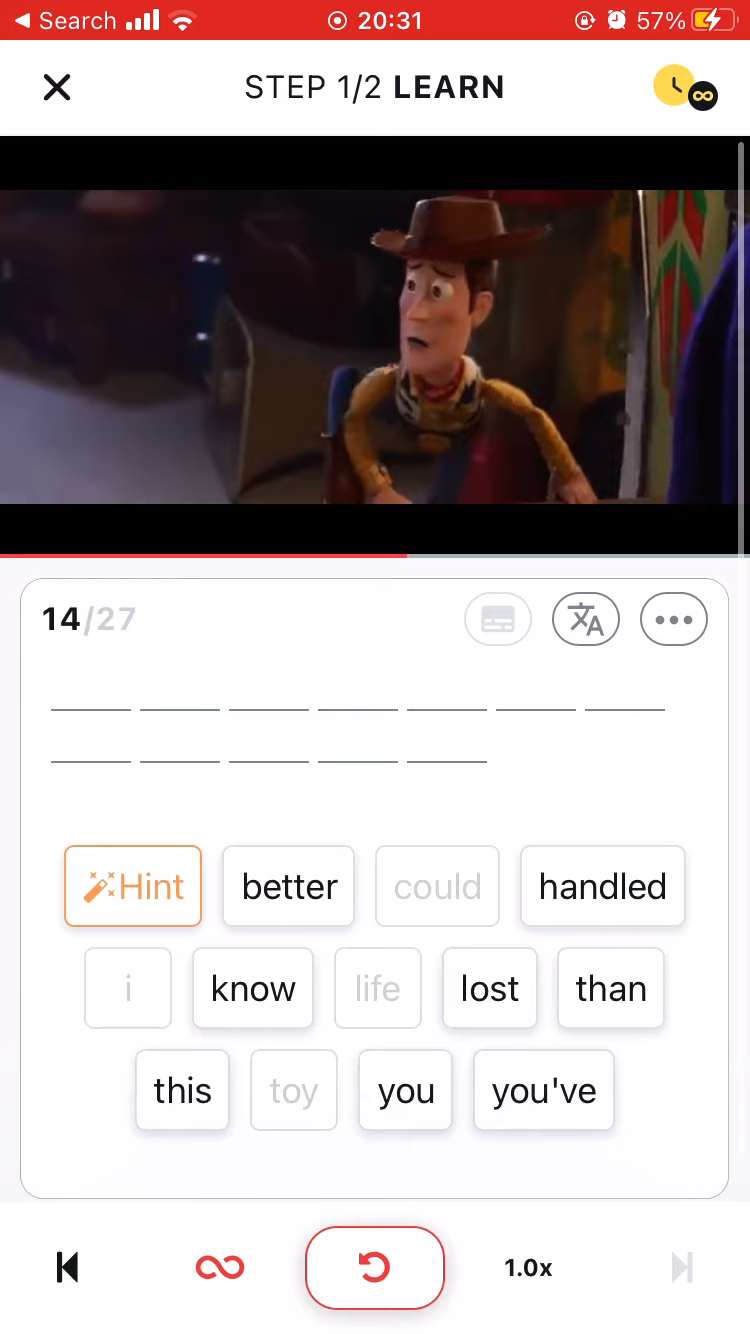 Search 20:31 57%
STEP 1/2 LEARN
14/27
Hint better could handled
i know life lost than
this toy you you've
1.0x